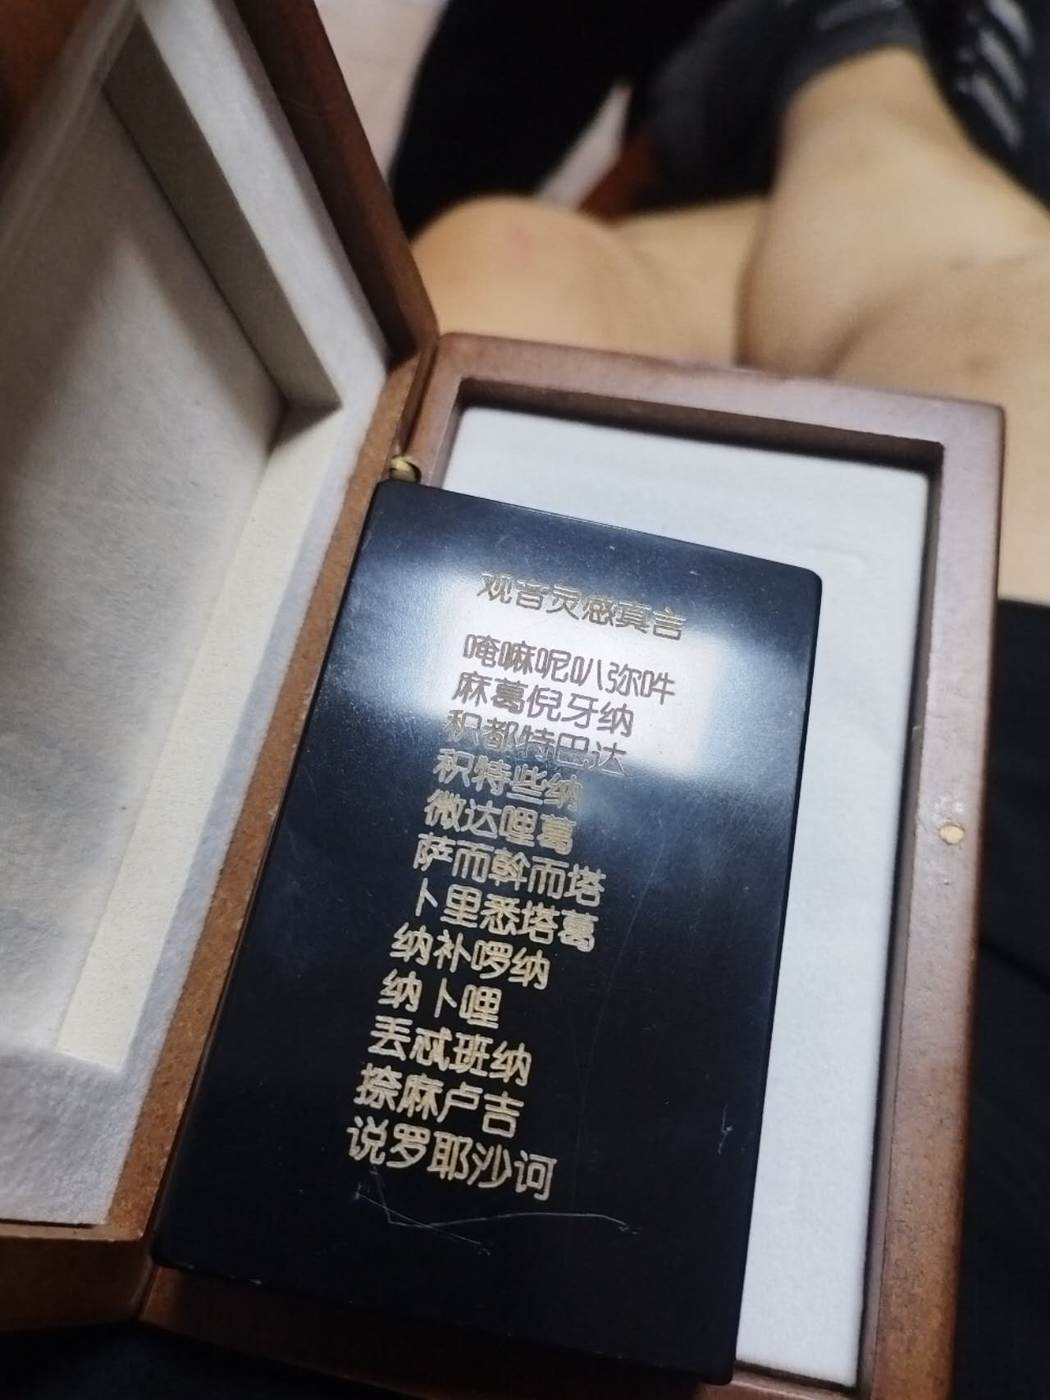 观音灵感真言
唵嘛呢叭弥吽
麻葛倪牙纳
积都特巴达
积特些纳
微达哩葛
萨而斡而塔
卜里悉塔葛
纳补啰纳
纳卜哩
丢忒班纳
捺麻卢吉
说罗耶沙诃